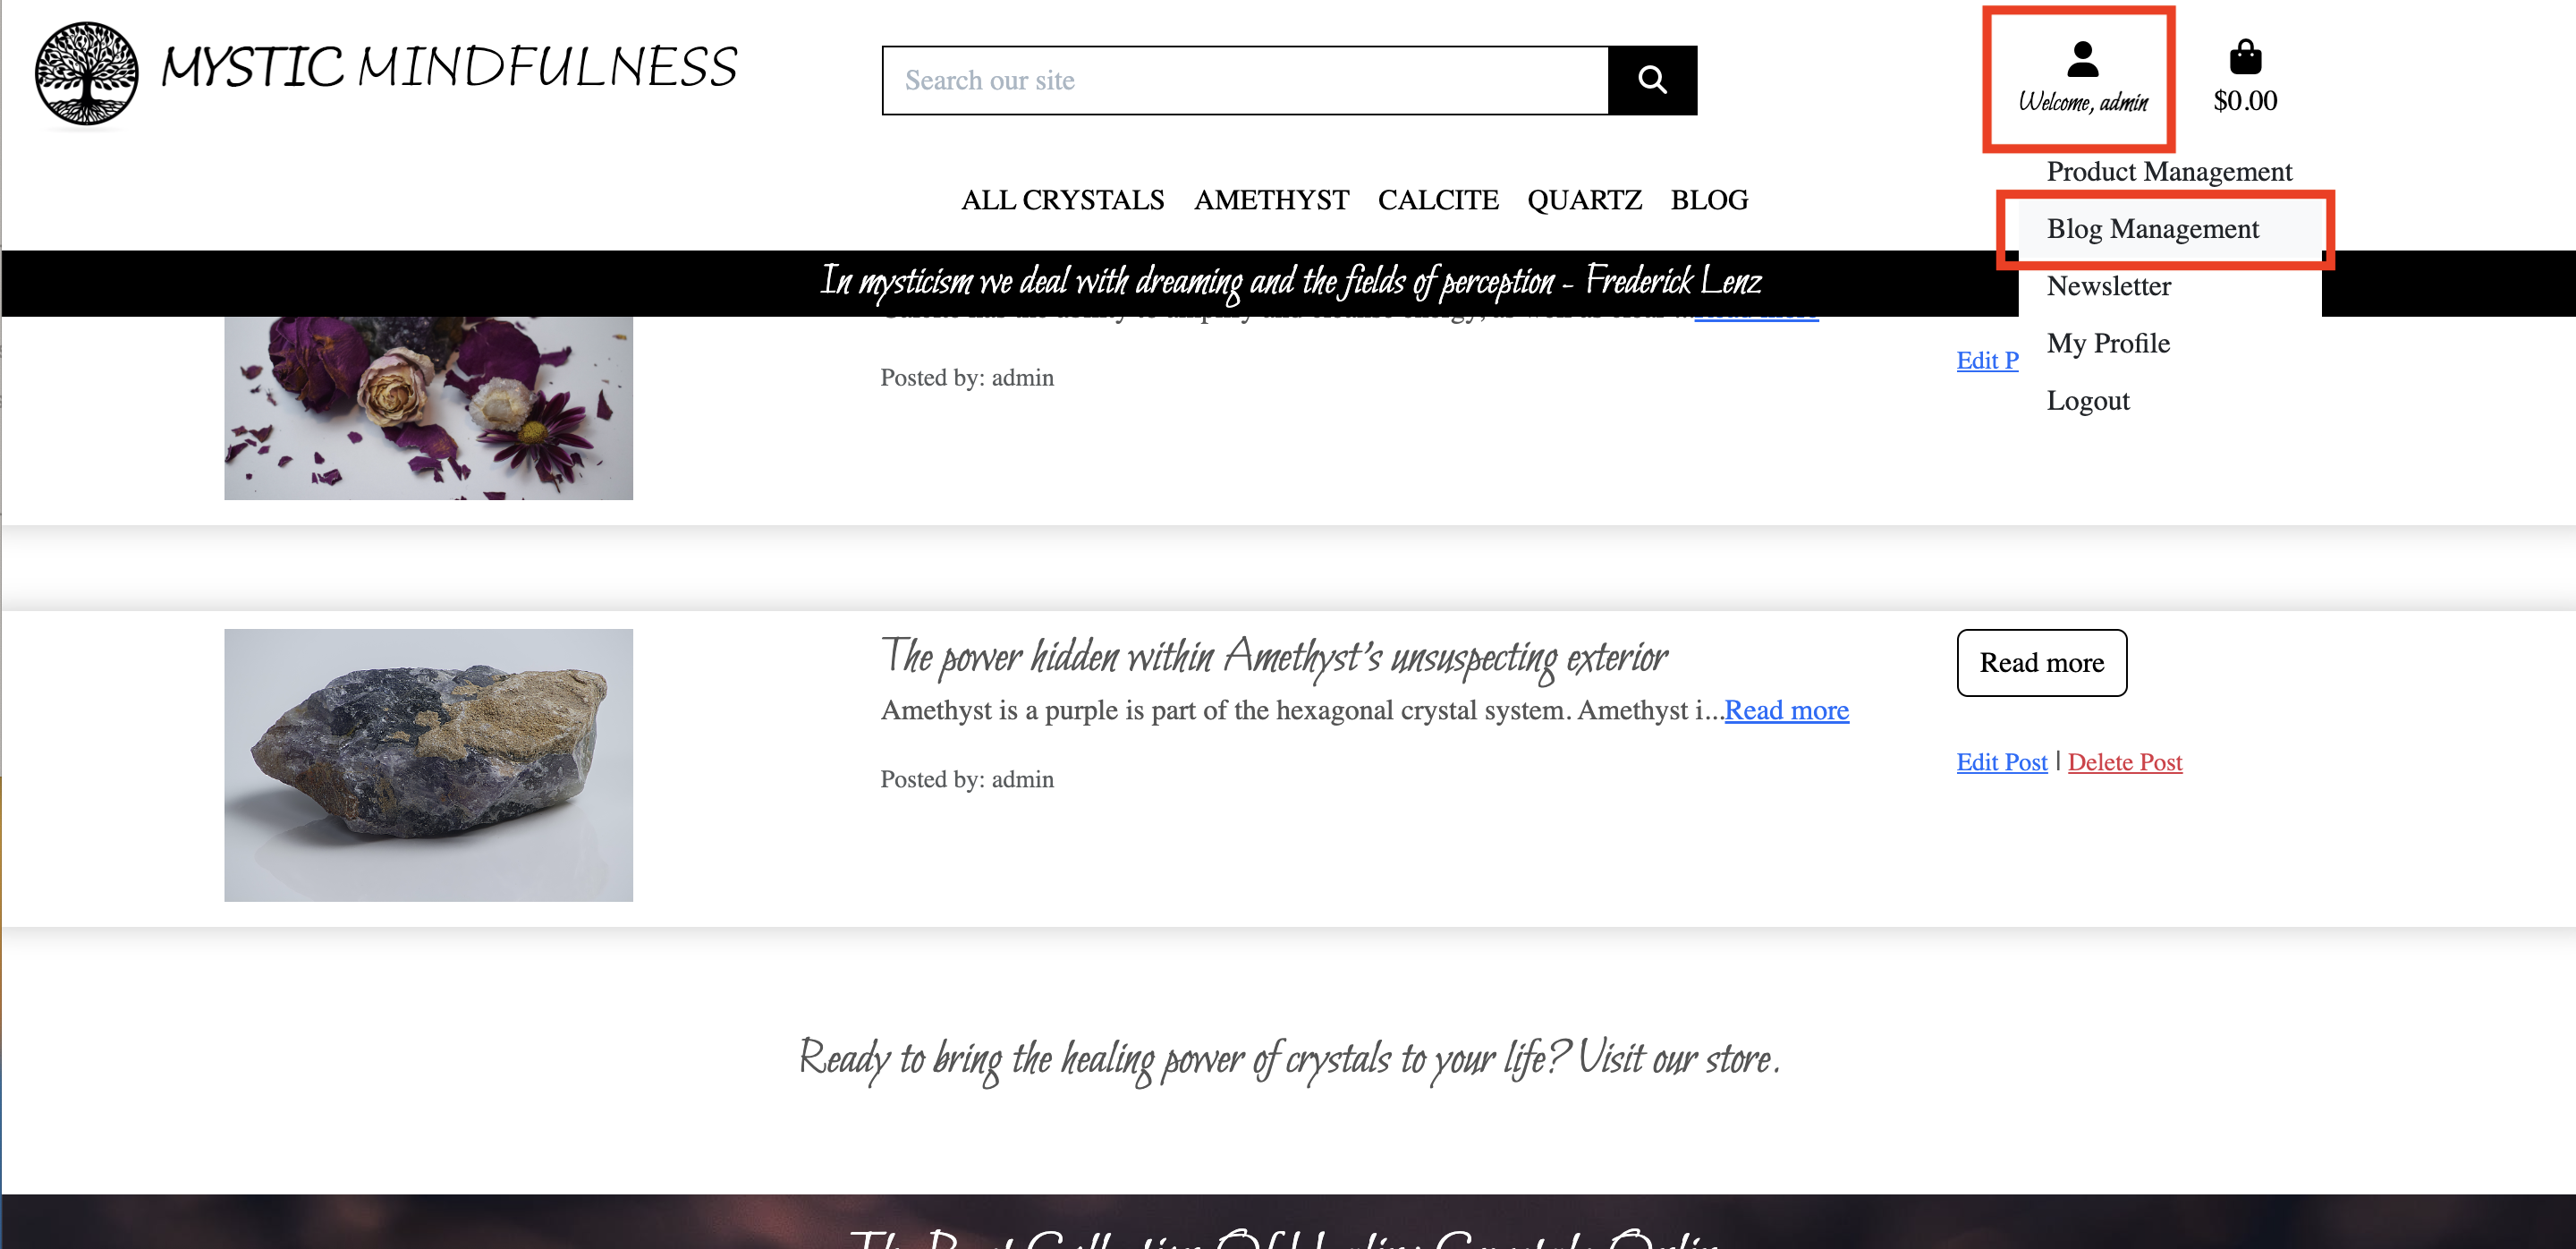 MYSTIC MINDFULNESS
Search our site
Welcome, admin
$0.00
Product Management
ALL CRYSTALS AMETHYST CALCITE QUARTZ BLOG
Blog Management
In mysticism we deal with dreaming and the fields of perception - Frederick Lenz
Newsletter
My Profile
Edit P
Posted by: admin
Logout
The power hidden within Amethyst's unsuspecting exterior
Read more
Amethyst is a purple is part of the hexagonal crystal system. Amethyst i...Read more
Edit Post | Delete Post
Posted by: admin
Ready to bring the healing power of crystals to your life? Visit our store.